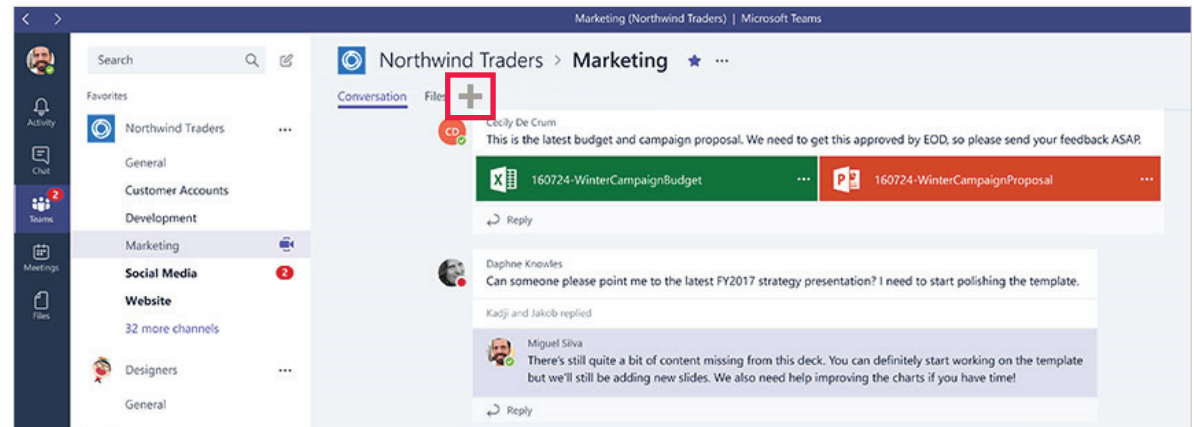 Marketing (Northwind Traders) | Microsoft Teams
Search
Northwind Traders > Marketing
Favorites
Conversation Files
Activity
Northwind Traders
CD
Cecily De Crum
This is the latest budget and campaign proposal. We need to get this approved by EOD, so please send your feedback ASAP.
General
Chat
160724-WinterCampaignBudget
160724-WinterCampaignProposal
Customer Accounts
2
Teams
Development
Reply
Marketing
Meetings
Social Media 2
Daphne Knowles
Can someone please point me to the latest FY2017 strategy presentation? I need to start polishing the template.
Website
Files
Kadji and Jakob replied
32 more channels
Miguel Silva
There's still quite a bit of content missing from this deck. You can definitely start working on the template
but we'll still be adding new slides. We also need help improving the charts if you have time!
Designers
General
Reply